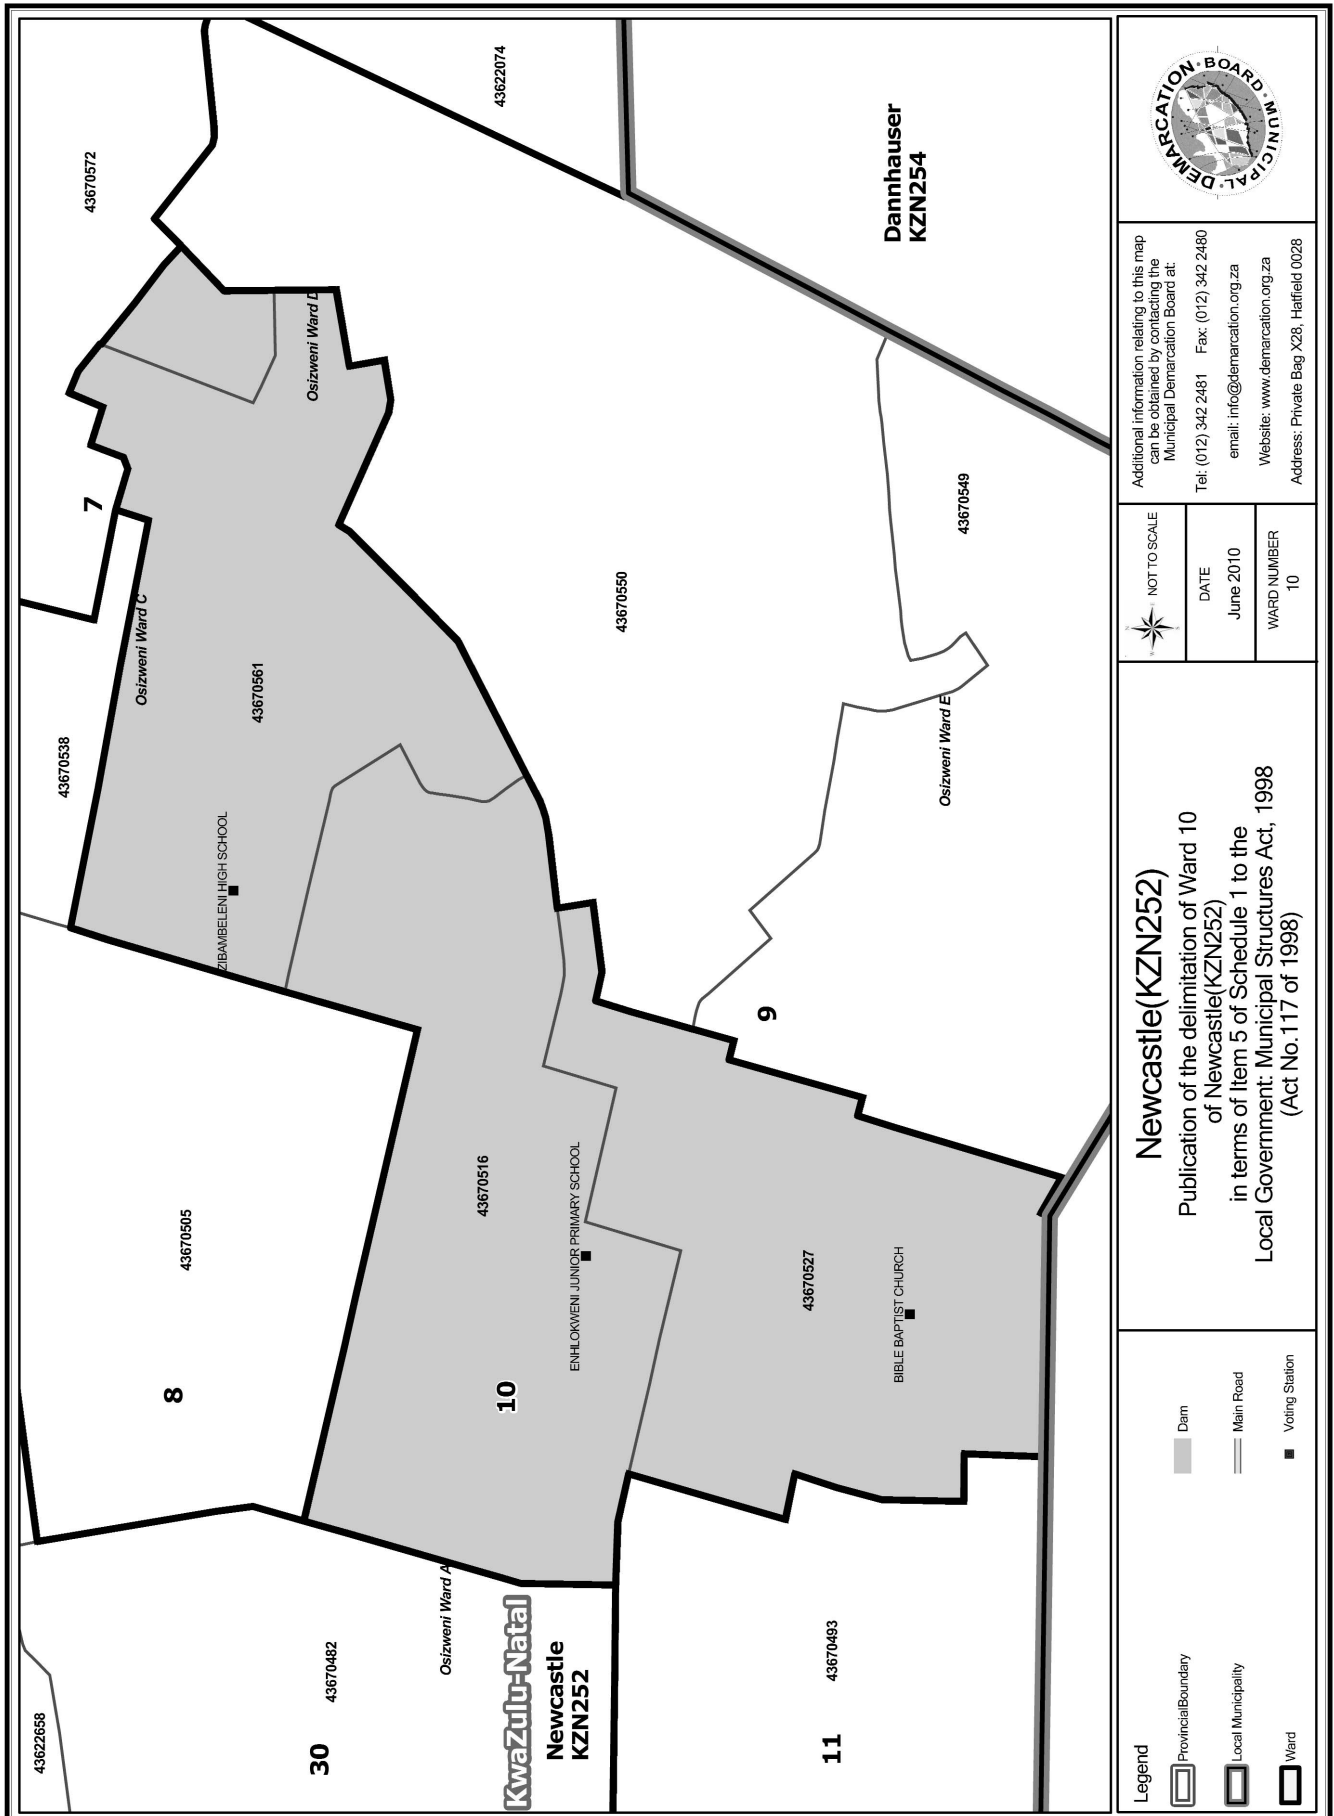 43622658
30
43670482
Osizweni Ward A
KwaZulu-Natal
Newcastle
KZN252
11
43670493
8
43670505
10
43670516
ENHLOKWENI JUNIOR PRIMARY SCHOOL
43670527
BIBLE BAPTIST CHURCH
ZIBAMBELENI HIGH SCHOOL
9
43670538
Osizweni Ward C
43670561
7
Osizweni Ward E
43670550
43670549
Osizweni Ward D
43670572
43622074
Dannhauser
KZN254
Legend
ProvincialBoundary
Local Municipality
Ward
Dam
Main Road
Voting Station
Newcastle(KZN252)
Publication of the delimitation of Ward 10
of Newcastle(KZN252)
in terms of Item 5 of Schedule 1 to the
Local Government: Municipal Structures Act, 1998
(Act No.117 of 1998)
NOT TO SCALE
DATE
June 2010
WARD NUMBER
10
Additional information relating to this map
can be obtained by contacting the
Municipal Demarcation Board at:
Tel: (012) 342 2481 Fax: (012) 342 2480
email: info@demarcation.org.za
Website: www.demarcation.org.za
Address: Private Bag X28, Hatfield 0028
MUNICIPAL · DEMARCATION · BOARD ·